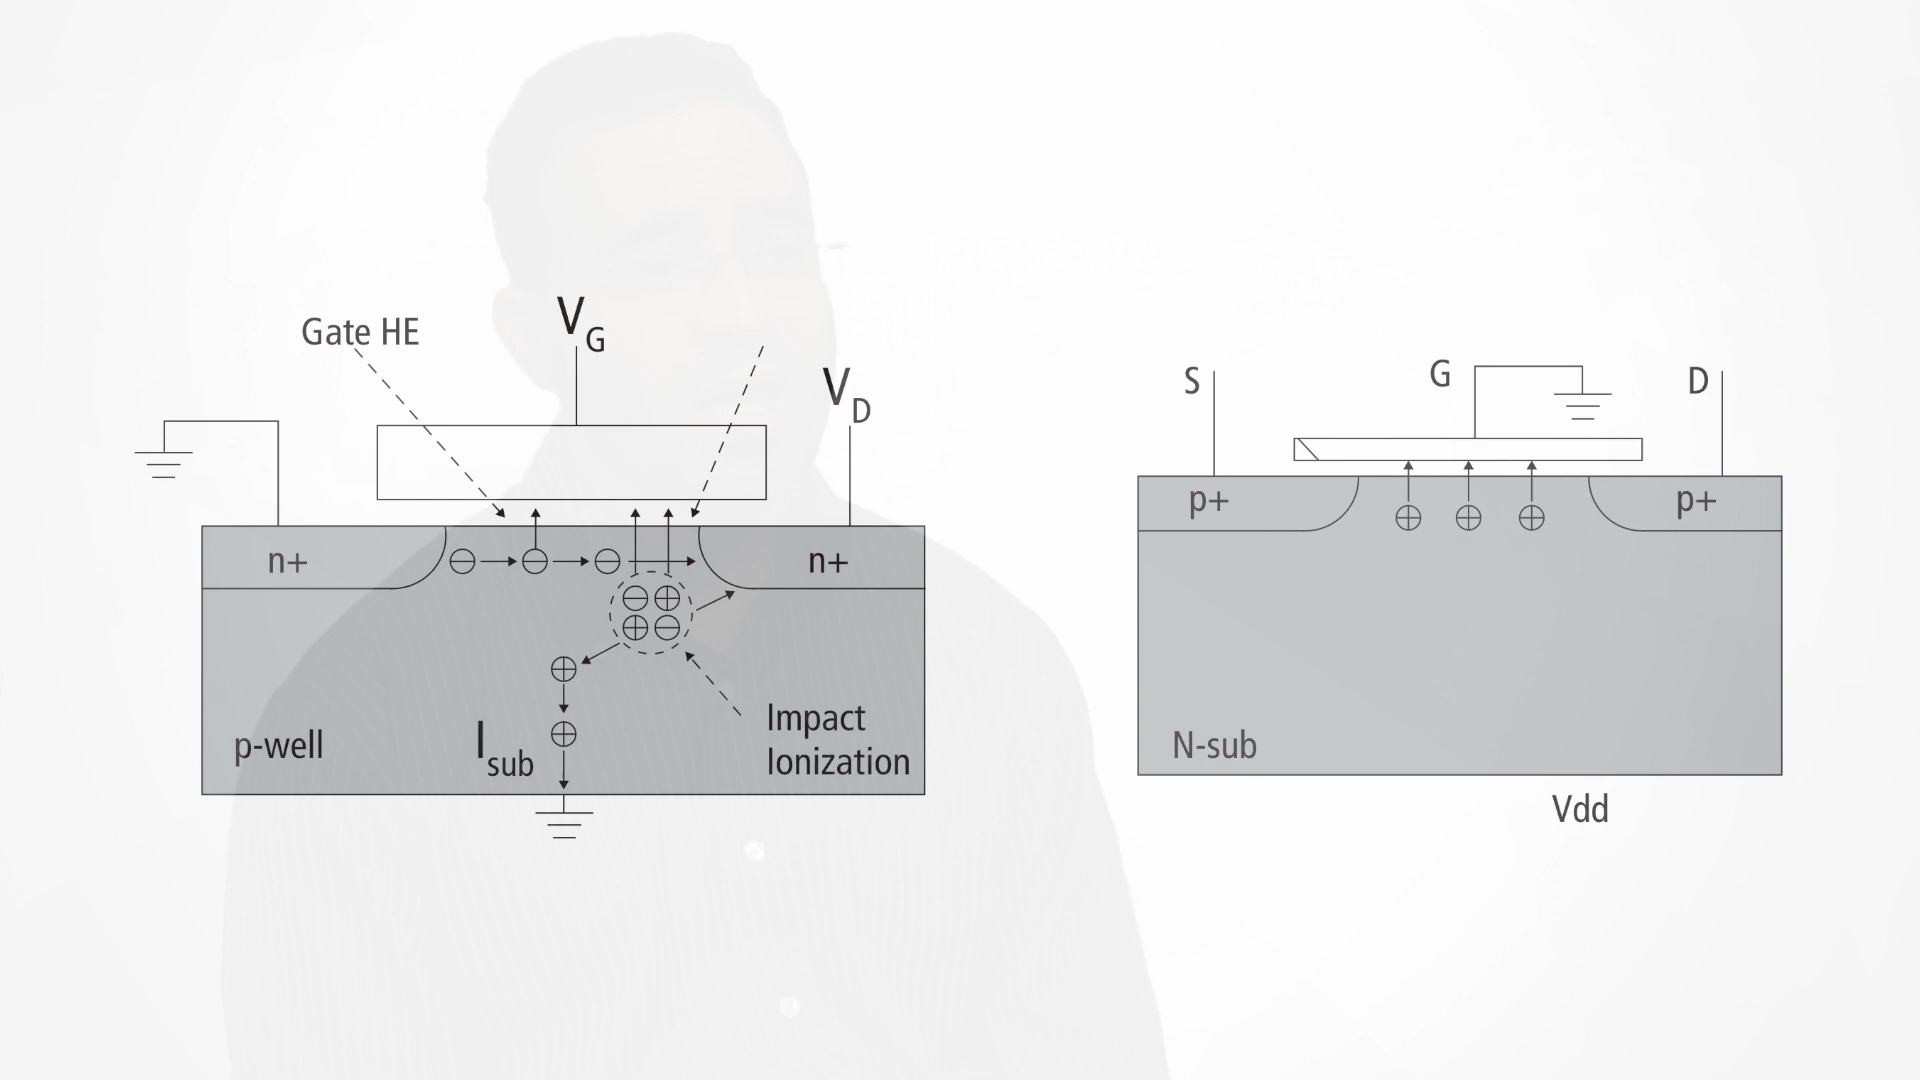 Gate HE
V
G
V
D
n+
n+
p-well
I
sub
Impact
Ionization
S
G
D
p+
p+
N-sub
Vdd